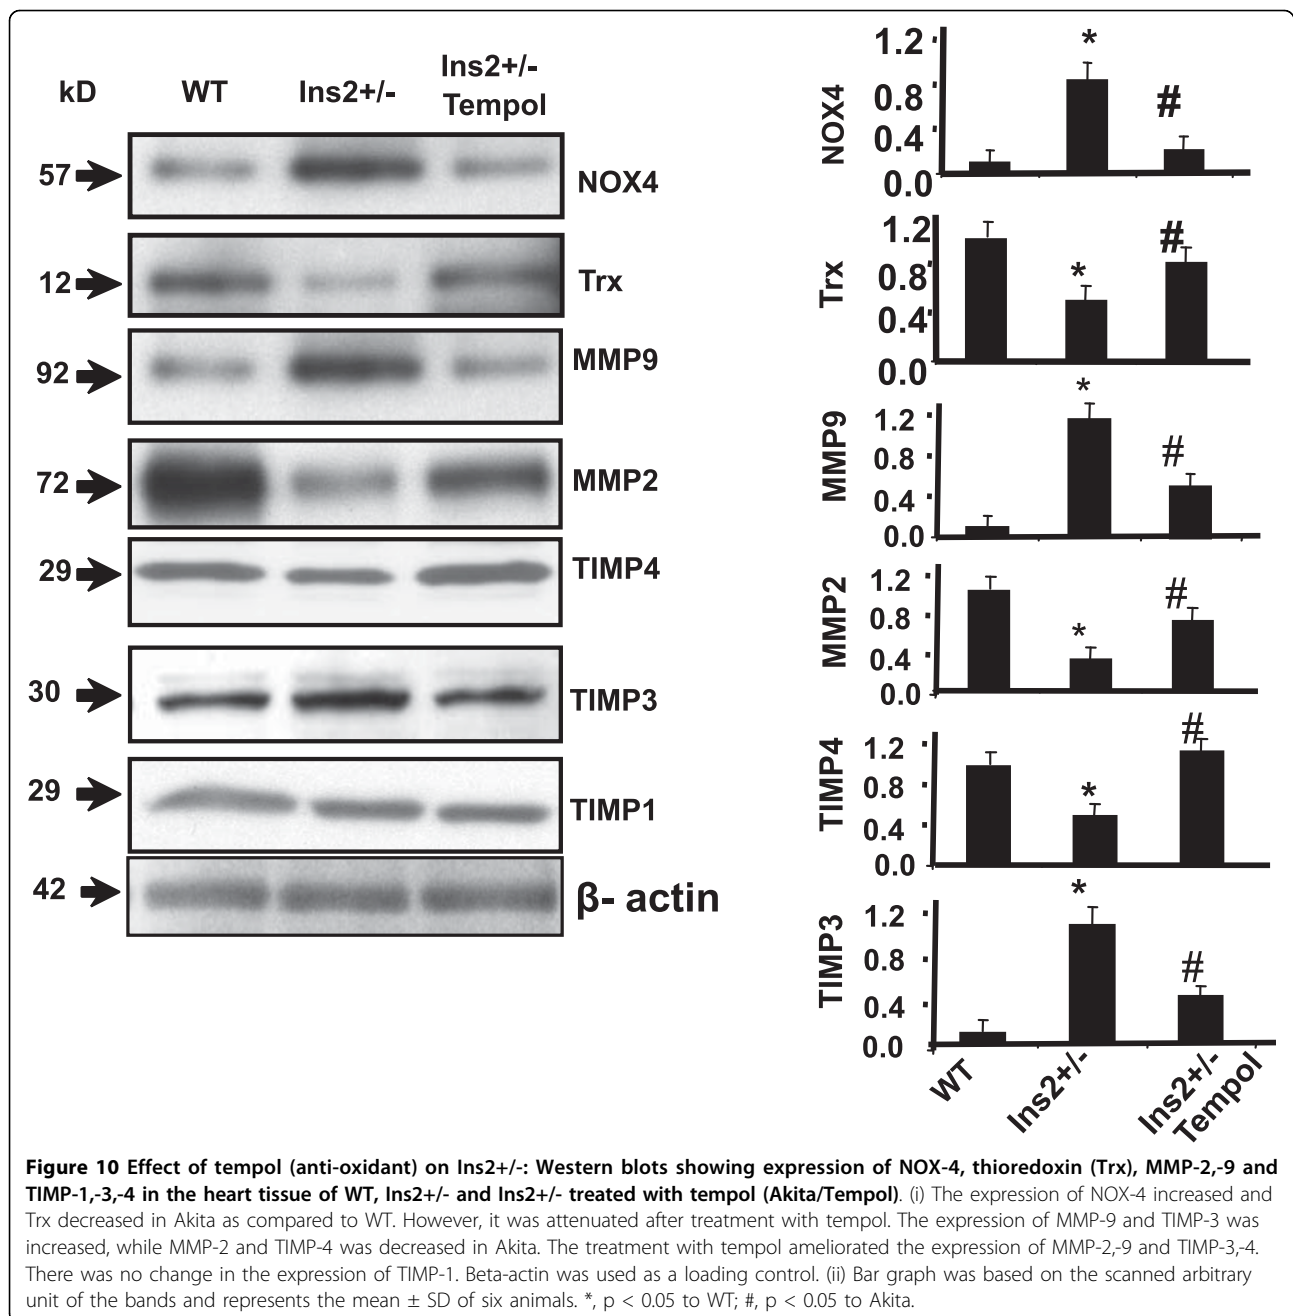 kD WT Ins2+/- Ins2+/-
Tempol
57 NOX4
12 Trx
92 MMP9
72 MMP2
29 TIMP4
30 TIMP3
29 TIMP1
42 β- actin
NOX4
1.2
0.8
0.4
0.0
*
#
Trx
1.2
0.8
0.4
0.0
*
#
MMP9
1.2
0.8
0.4
0.0
*
#
MMP2
1.2
0.8
0.4
0.0
*
#
TIMP4
1.2
0.8
0.4
0.0
*
#
TIMP3
1.2
0.8
0.4
0.0
*
#
WT
Ins2+/-
Ins2+/-
Tempol
Figure 10 Effect of tempol (anti-oxidant) on Ins2+/-: Western blots showing expression of NOX-4, thioredoxin (Trx), MMP-2,-9 and
TIMP-1,-3,-4 in the heart tissue of WT, Ins2+/- and Ins2+/- treated with tempol (Akita/Tempol). (i) The expression of NOX-4 increased and
Trx decreased in Akita as compared to WT. However, it was attenuated after treatment with tempol. The expression of MMP-9 and TIMP-3 was
increased, while MMP-2 and TIMP-4 was decreased in Akita. The treatment with tempol ameliorated the expression of MMP-2,-9 and TIMP-3,-4.
There was no change in the expression of TIMP-1. Beta-actin was used as a loading control. (ii) Bar graph was based on the scanned arbitrary
unit of the bands and represents the mean ± SD of six animals. *, p < 0.05 to WT; #, p < 0.05 to Akita.